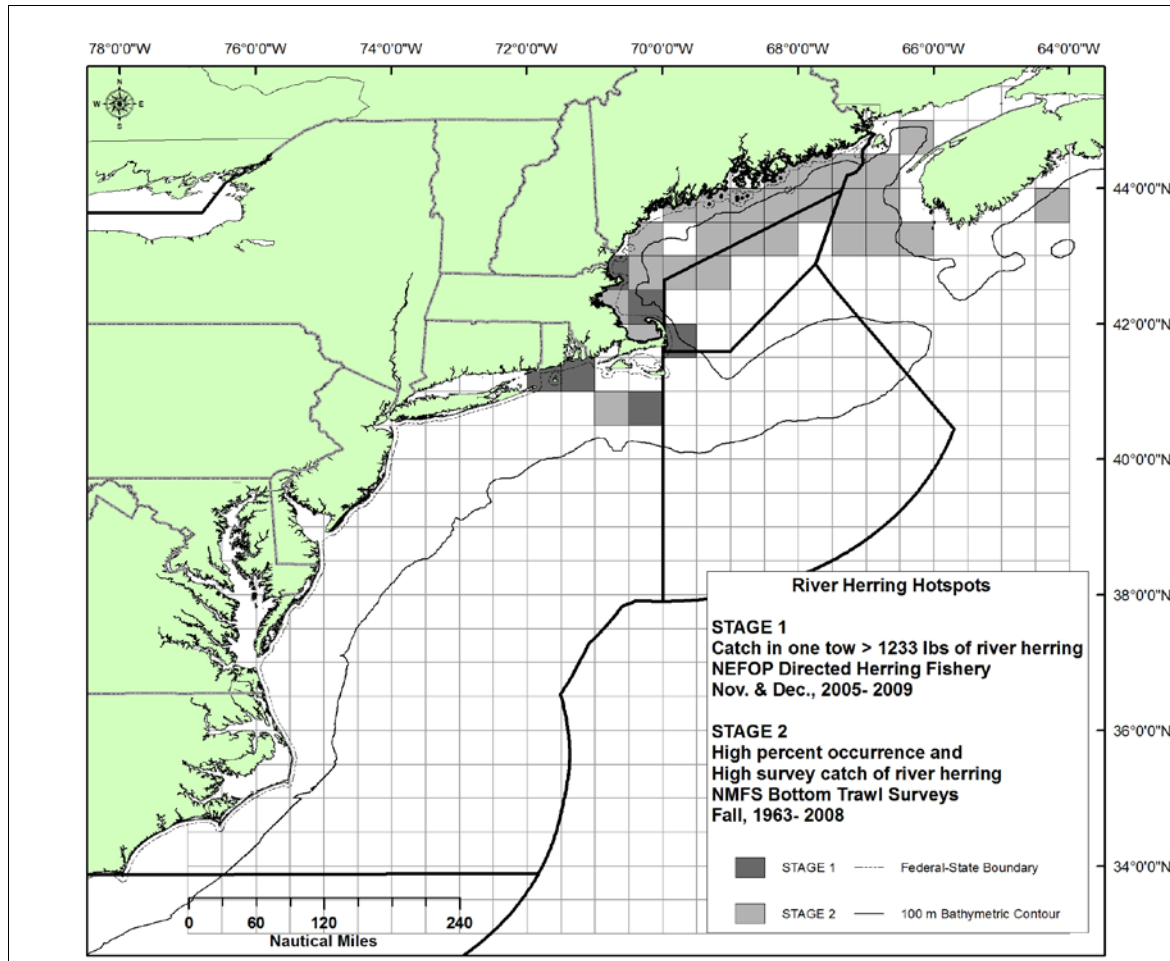 78°0'0"W 76°0'0"W 74°0'0"W 72°0'0"W 70°0'0"W 68°0'0"W 66°0'0"W 64°0'0"W
N
W E
S
44°0'0"N
42°0'0"N
40°0'0"N
38°0'0"N
36°0'0"N
34°0'0"N
River Herring Hotspots
STAGE 1
Catch in one tow > 1233 lbs of river herring
NEFOP Directed Herring Fishery
Nov. & Dec., 2005- 2009
STAGE 2
High percent occurrence and
High survey catch of river herring
NMFS Bottom Trawl Surveys
Fall, 1963- 2008
STAGE 1 Federal-State Boundary
STAGE 2 100 m Bathymetric Contour
0 60 120 240
Nautical Miles